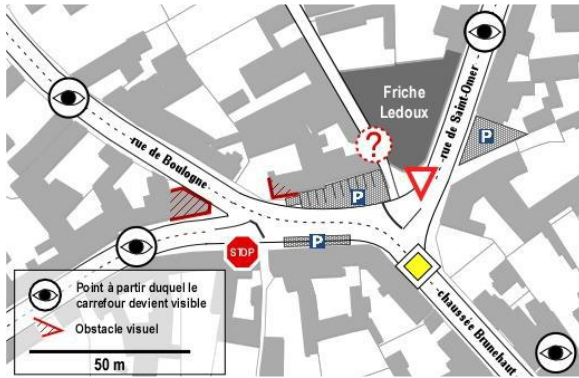 Friche
Ledoux
rue de Saint-Omer
P
?
rue de Boulogne
P
STOP
P
chaussée Brunehaut
Point à partir duquel le
carrefour devient visible
Obstacle visuel
50 m